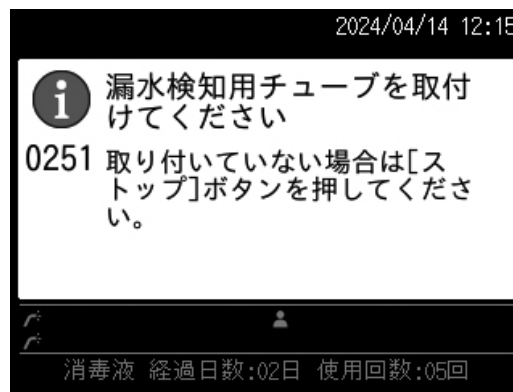 2024/04/14 12:15
漏水検知用チューブを取付
けてください
0251 取り付いていない場合は[ス
トップ]ボタンを押してくださ
い。
消毒液 経過日数:02日 使用回数:05回